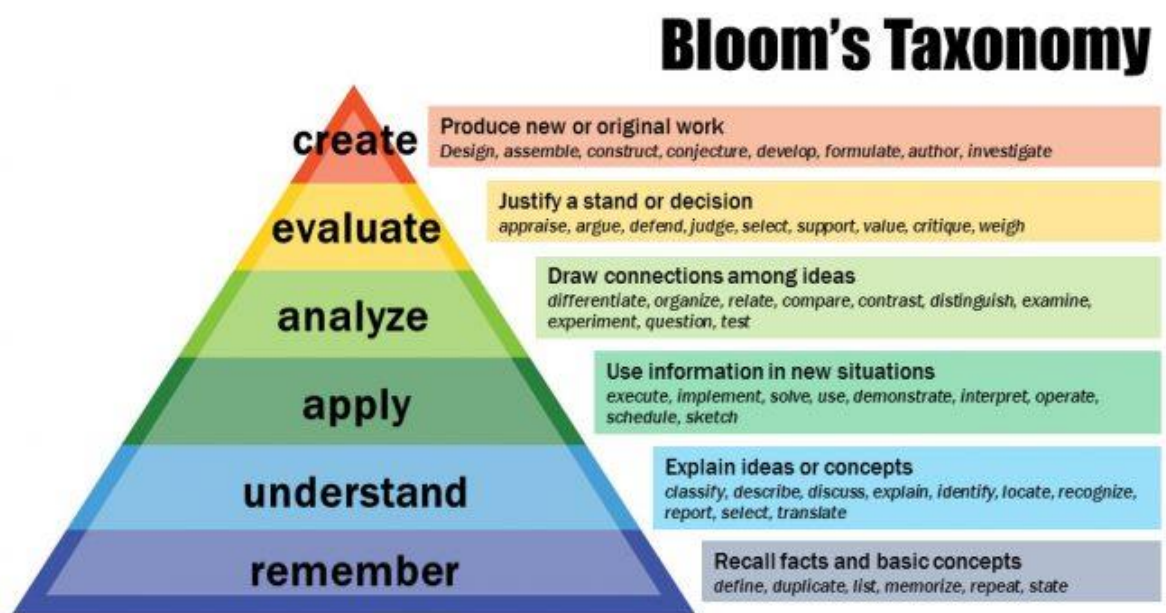 Bloom's Taxonomy
create
Produce new or original work
Design, assemble, construct, conjecture, develop, formulate, author, investigate
evaluate
Justify a stand or decision
appraise, argue, defend, judge, select, support, value, critique, weigh
analyze
Draw connections among ideas
differentiate, organize, relate, compare, contrast, distinguish, examine,
experiment, question, test
apply
Use information in new situations
execute, implement, solve, use, demonstrate, interpret, operate,
schedule, sketch
understand
Explain ideas or concepts
classify, describe, discuss, explain, identify, locate, recognize,
report, select, translate
remember
Recall facts and basic concepts
define, duplicate, list, memorize, repeat, state